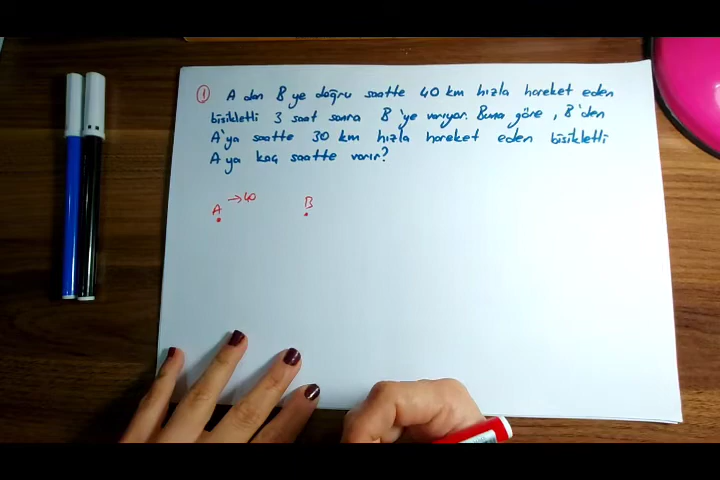 1 A dan B ye doğru saatte 40 km hızla hareket eden
bisikletli 3 saat sonra B'ye varıyor. Buna göre, B'den
A'ya saatte 30 km hızla hareket eden bisikletli
A ya kaç saatte varır?
A → 40 B